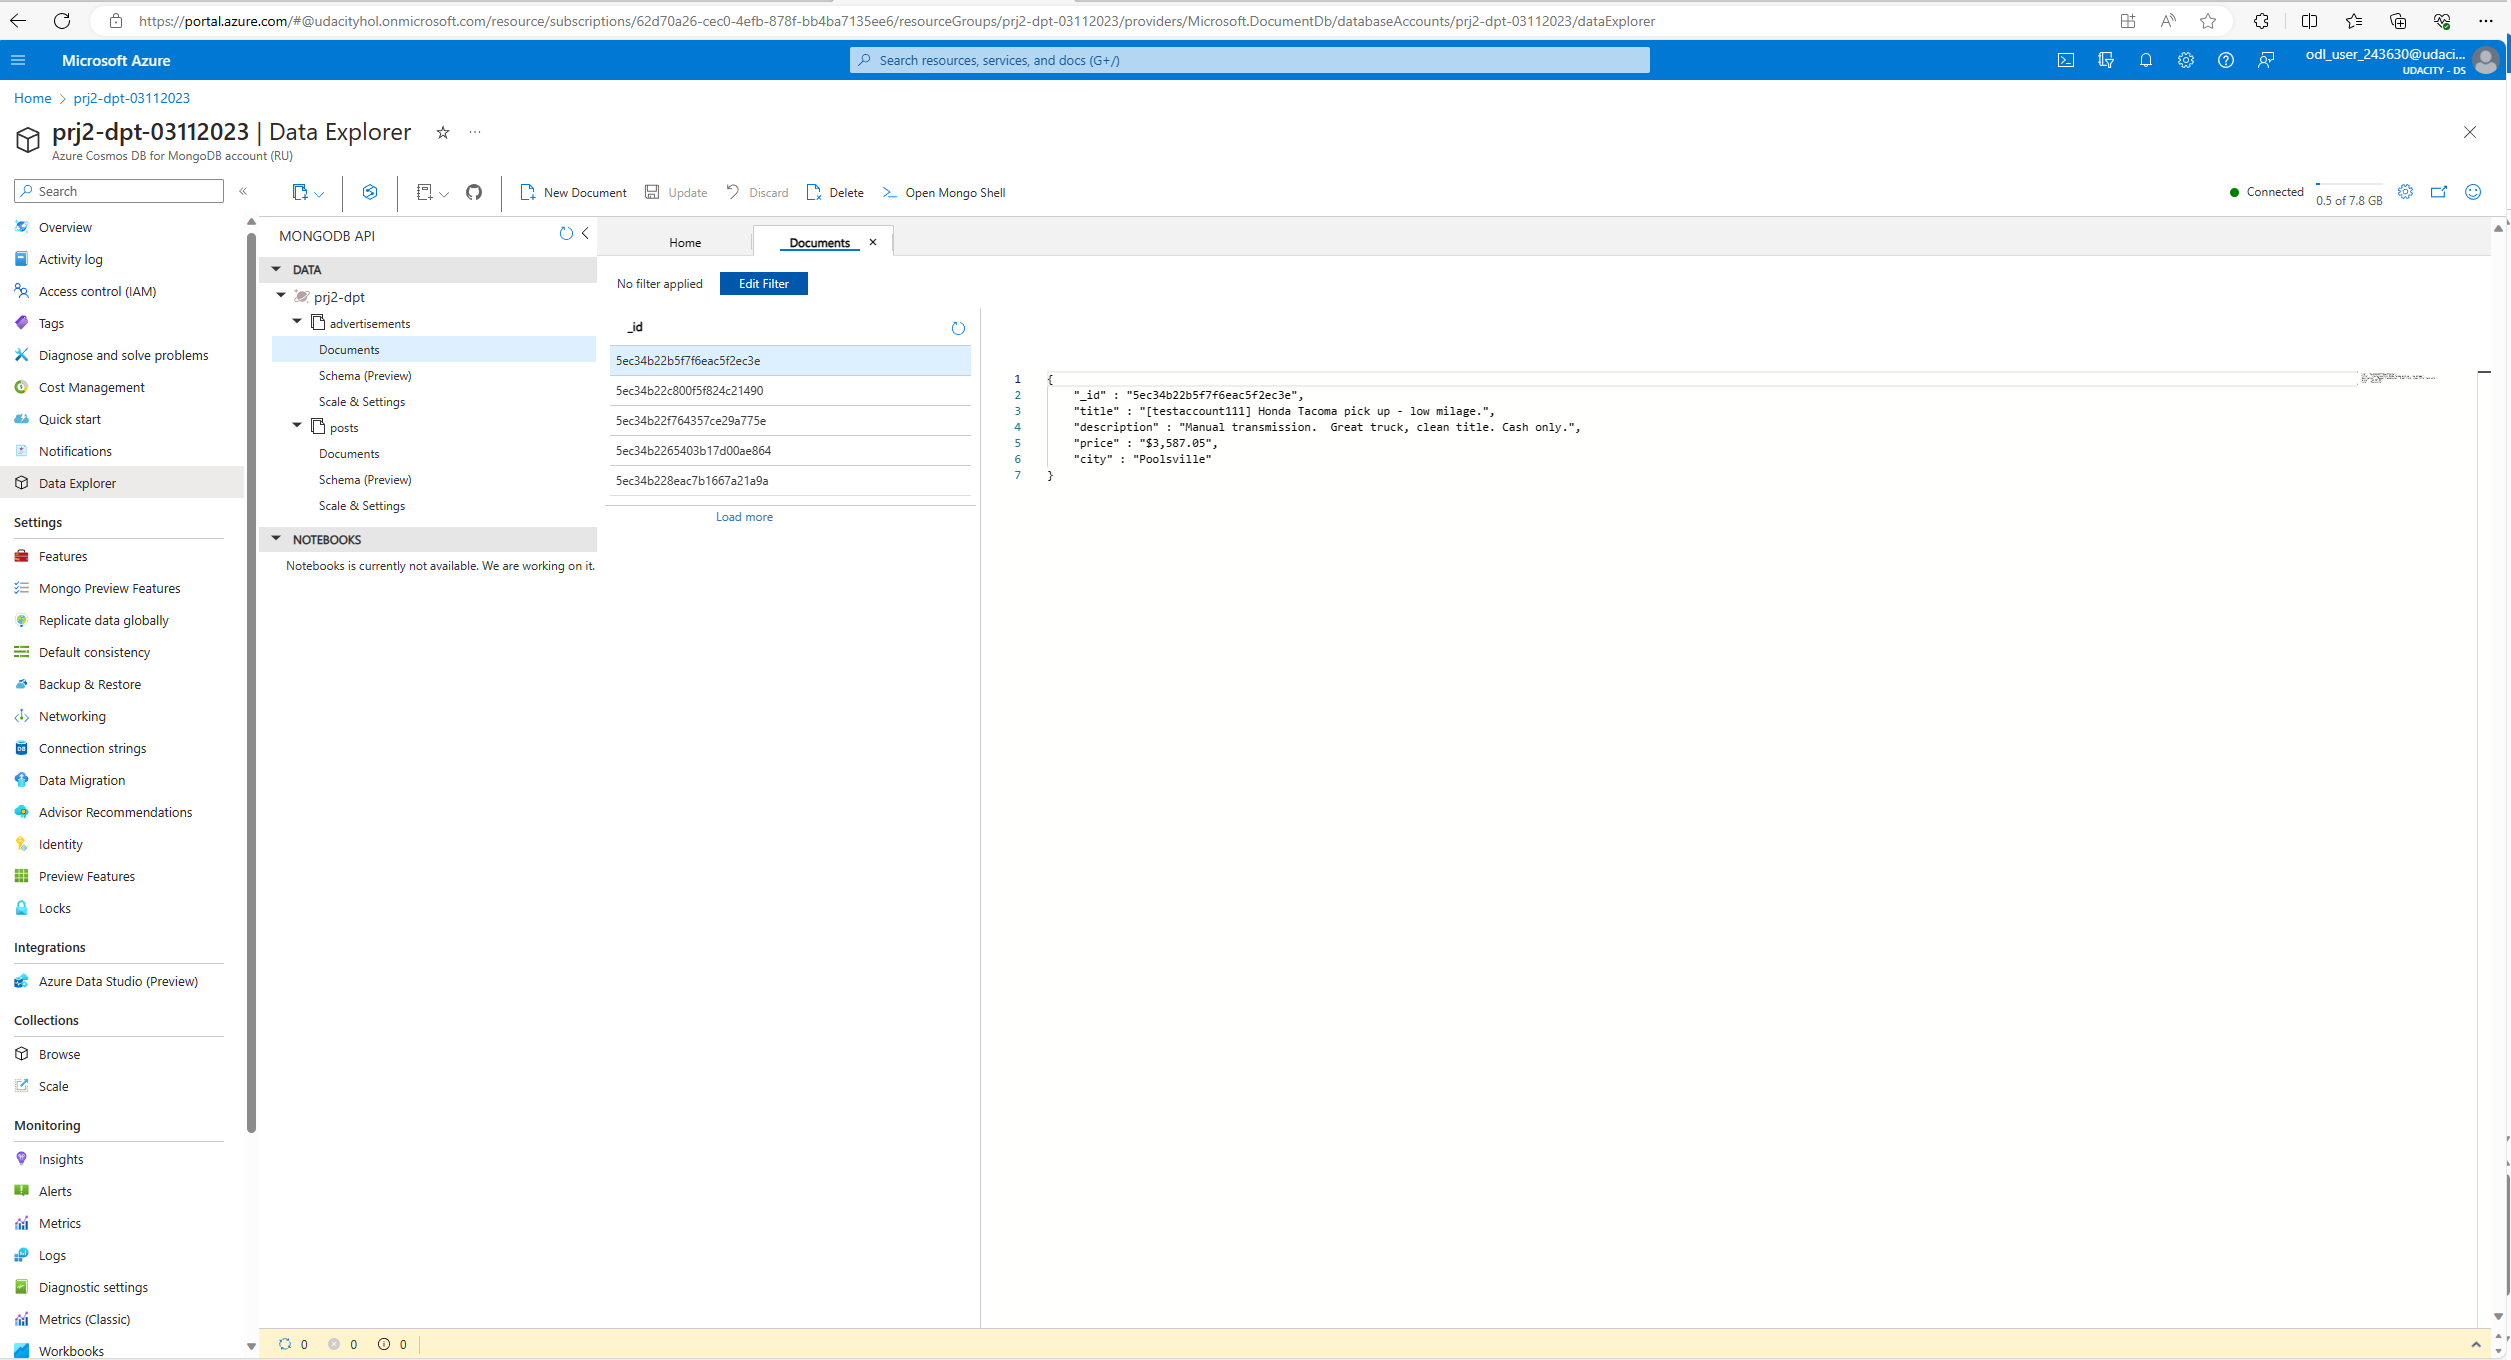 https://portal.azure.com/#@udacityhol.onmicrosoft.com/resource/subscriptions/62d70a26-cec0-4efb-878f-bb4ba7135ee6/resourceGroups/prj2-dpt-03112023/providers/Microsoft.DocumentDb/databaseAccounts/prj2-dpt-03112023/dataExplorer
Microsoft Azure
Search resources, services, and docs (G+/)
odl_user_243630@udaci...
UDACITY - DS
Home > prj2-dpt-03112023
prj2-dpt-03112023 | Data Explorer
Azure Cosmos DB for MongoDB account (RU)
Search
New Document
Update
Discard
Delete
Open Mongo Shell
Connected
0.5 of 7.8 GB
Overview
Activity log
Access control (IAM)
Tags
Diagnose and solve problems
Cost Management
Quick start
Notifications
Data Explorer
Settings
Features
Mongo Preview Features
Replicate data globally
Default consistency
Backup & Restore
Networking
Connection strings
Data Migration
Advisor Recommendations
Identity
Preview Features
Locks
Integrations
Azure Data Studio (Preview)
Collections
Browse
Scale
Monitoring
Insights
Alerts
Metrics
Logs
Diagnostic settings
Metrics (Classic)
Workbooks
MONGODB API
DATA
prj2-dpt
advertisements
Documents
Schema (Preview)
Scale & Settings
posts
Documents
Schema (Preview)
Scale & Settings
NOTEBOOKS
Notebooks is currently not available. We are working on it.
Home
Documents
No filter applied
Edit Filter
_id
5ec34b22b5f7f6eac5f2ec3e
5ec34b22c800f5f824c21490
5ec34b22f764357ce29a775e
5ec34b2265403b17d00ae864
5ec34b228eac7b1667a21a9a
Load more
1 {
2 "_id" : "5ec34b22b5f7f6eac5f2ec3e",
3 "title" : "[testaccount111] Honda Tacoma pick up - low milage.",
4 "description" : "Manual transmission.  Great truck, clean title. Cash only.",
5 "price" : "$3,587.05",
6 "city" : "Poolsville"
7 }
0 0 0